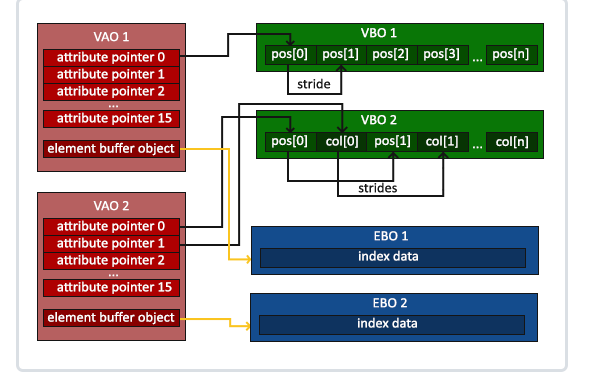 VAO 1
attribute pointer 0
attribute pointer 1
attribute pointer 2
...
attribute pointer 15
element buffer object
VBO 1
pos[0] pos[1] pos[2] pos[3] ... pos[n]
stride
VBO 2
pos[0] col[0] pos[1] col[1] ... col[n]
strides
VAO 2
attribute pointer 0
attribute pointer 1
attribute pointer 2
...
attribute pointer 15
element buffer object
EBO 1
index data
EBO 2
index data